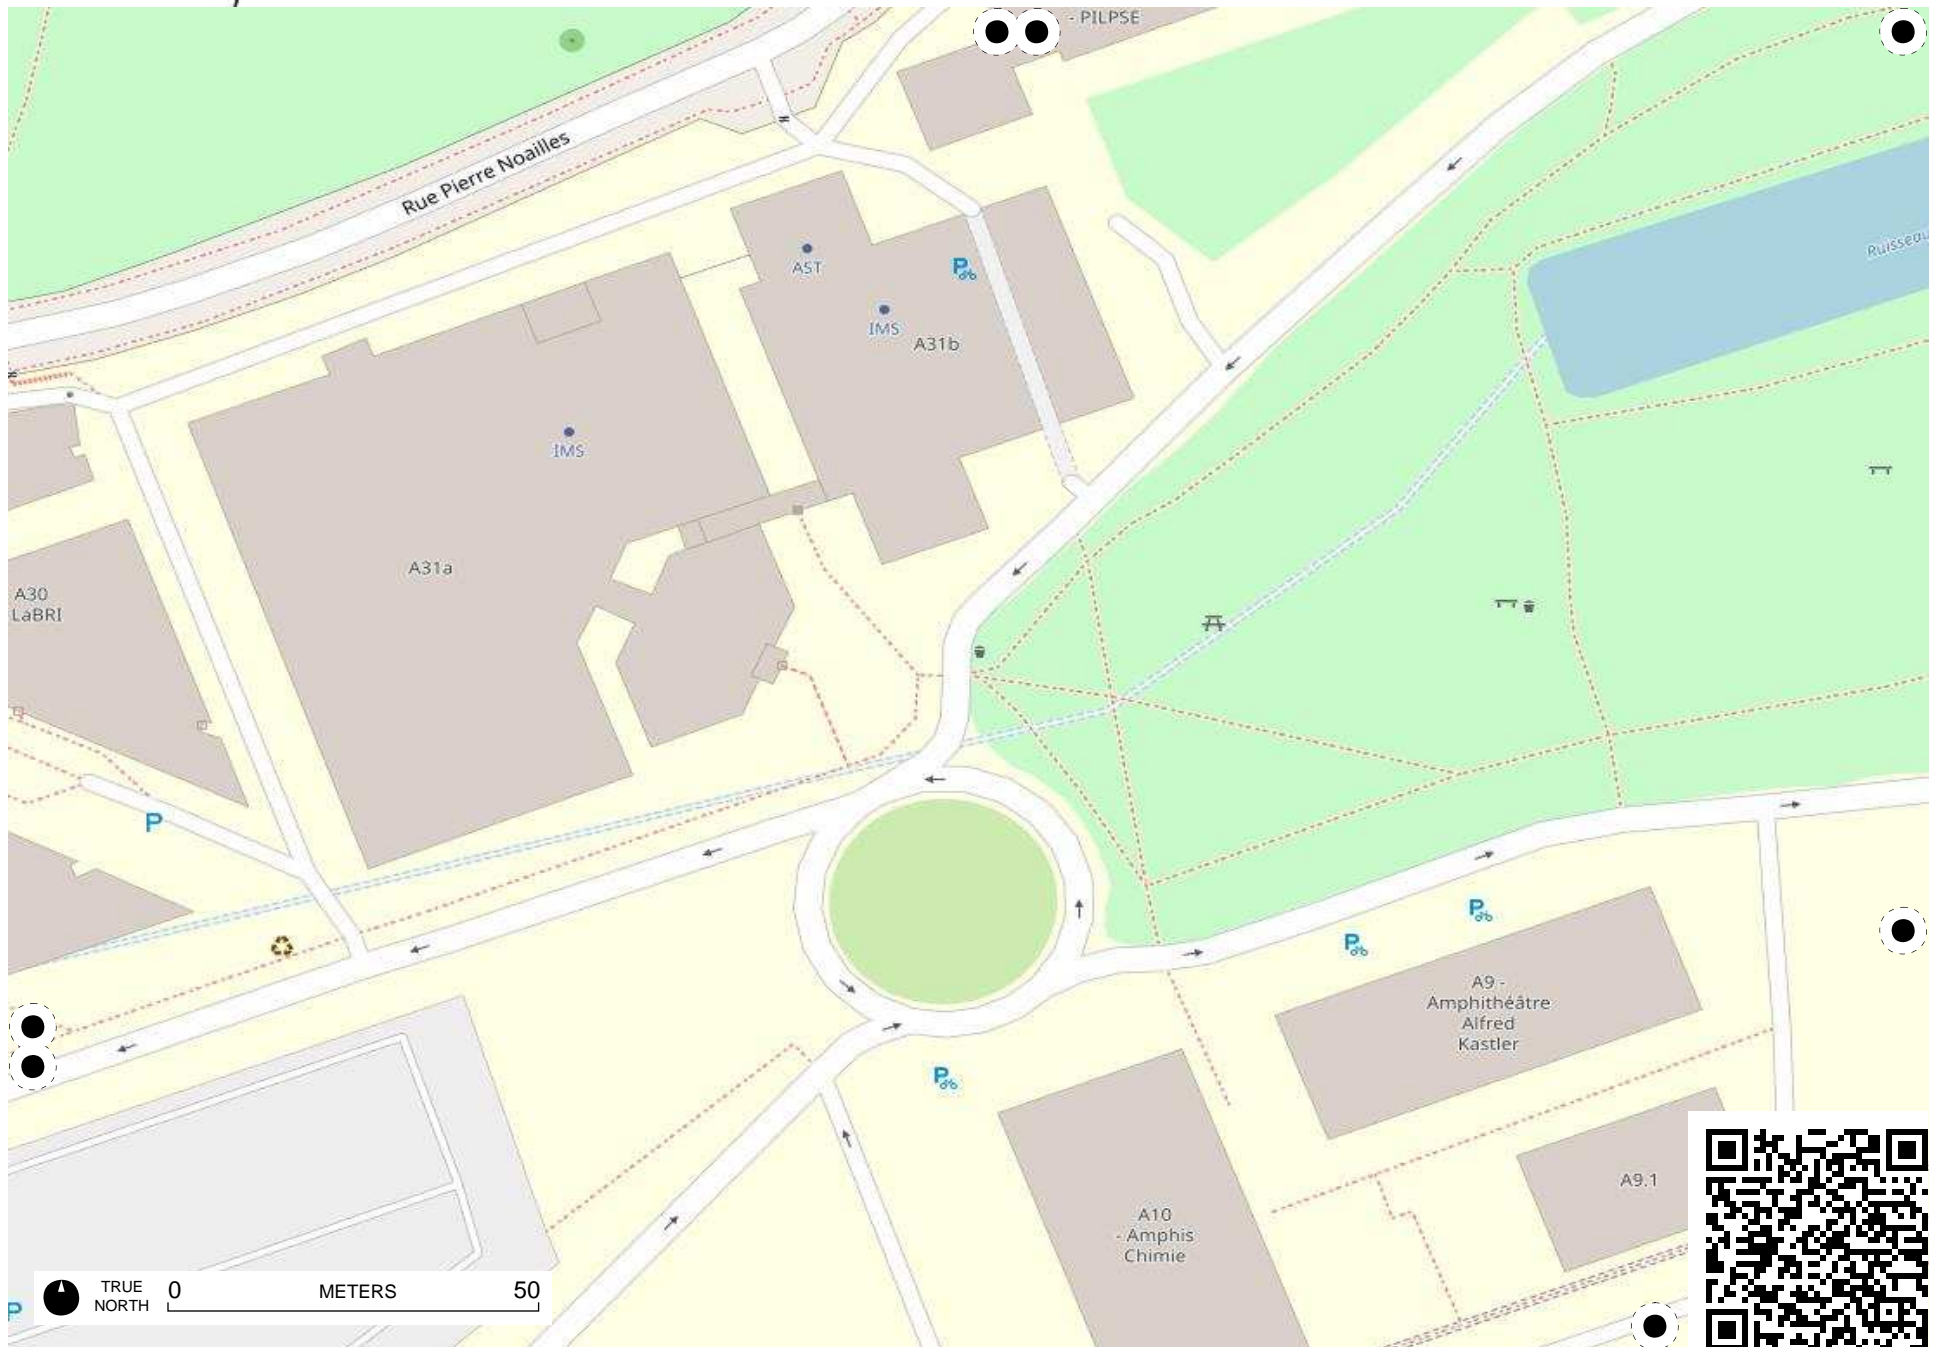 - PILPSE
Rue Pierre Noailles
Ruisseau
AST
IMS
A31b
IMS
A31a
A30
LaBRI
P
A9 -
Amphithéâtre
Alfred
Kastler
A9.1
A10
- Amphis
Chimie
TRUE
NORTH
0 METERS 50
P